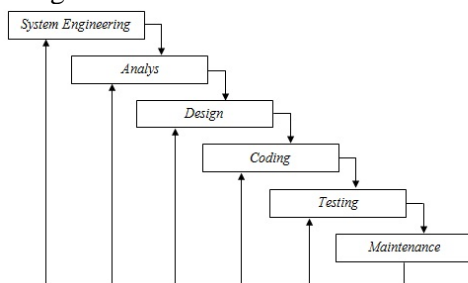 System Engineering
Analys
Design
Coding
Testing
Maintenance